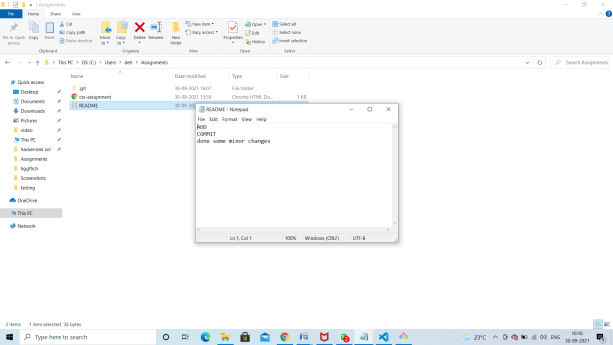 Assignments
File Home Share View
Pin to Quick access
Copy
Paste
Cut
Copy path
Paste shortcut
Move to
Copy to
Delete
Rename
New folder
New item
Easy access
Properties
Open
Edit
History
Select all
Select none
Invert selection
Clipboard Organize New Open Select
This PC > OS (C:) > Users > dell > Assignments
Search Assignments
Quick access
Desktop
Documents
Downloads
Pictures
video
This PC
hackerrank sol
Assignments
hggfhch
Screenshots
testing
OneDrive
This PC
Network
Name Date modified Type Size
.git 30-09-2021 16:07 File folder
css-assignment 30-09-2021 15:58 Chrome HTML Do... 1 KB
README 30-09-202
README - Notepad
File Edit Format View Help
ADD
COMMIT
done some minor changes
Ln 1, Col 1 100% Windows (CRLF) UTF-8
3 items 1 item selected 36 bytes
Type here to search
23°C
ENG
16:16
30-09-2021